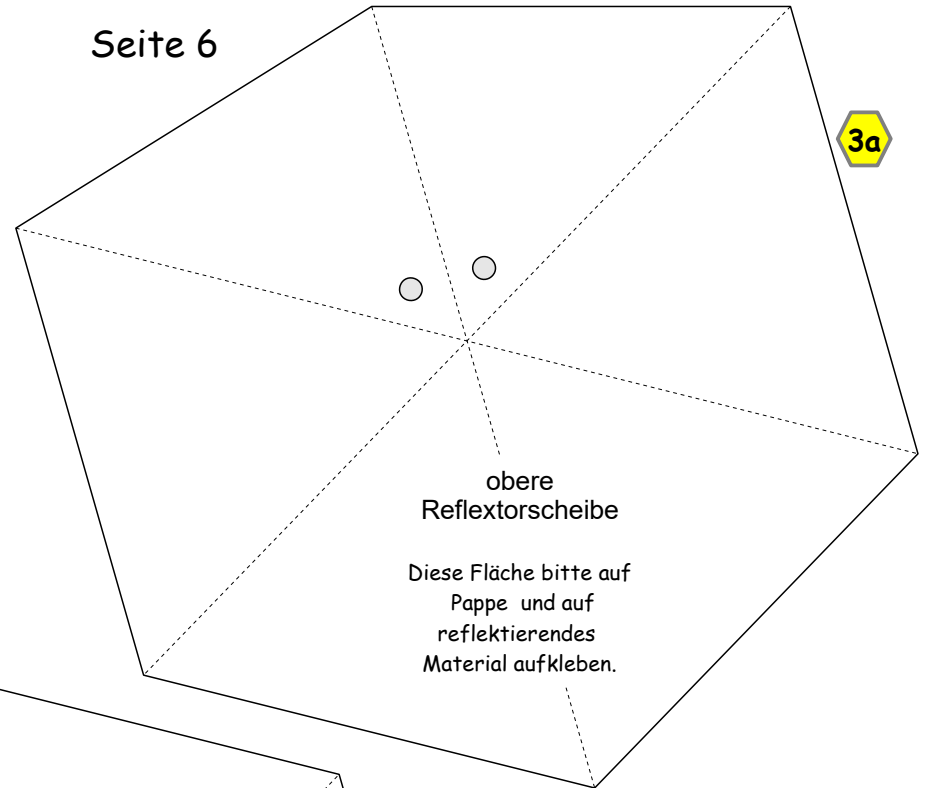 Seite 6
3a
obere
Reflextorscheibe
Diese Fläche bitte auf
Pappe und auf
reflektierendes
Material aufkleben.